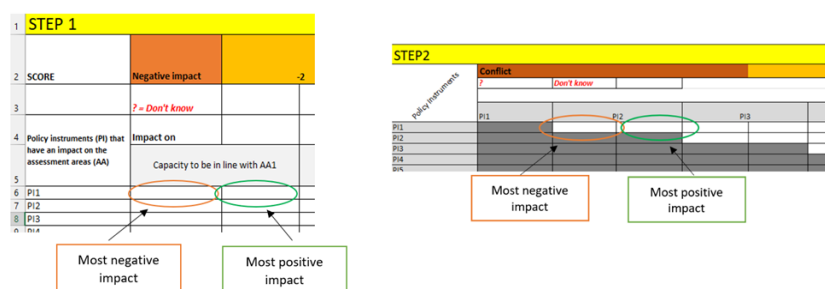 1 STEP 1
2 SCORE Negative impact -2
3 ? = Don't know
4 Policy instruments (PI) that Impact on
have an impact on the
assessment areas (AA)
5 Capacity to be in line with AA1
6 PI1
7 PI2
8 PI3
9 PI4
Most negative
impact
Most positive
impact
STEP2
Policy instruments
Conflict
? Don't know
PI1 PI2 PI3
PI1
PI2
PI3
PI4
PI5
Most negative
impact
Most positive
impact